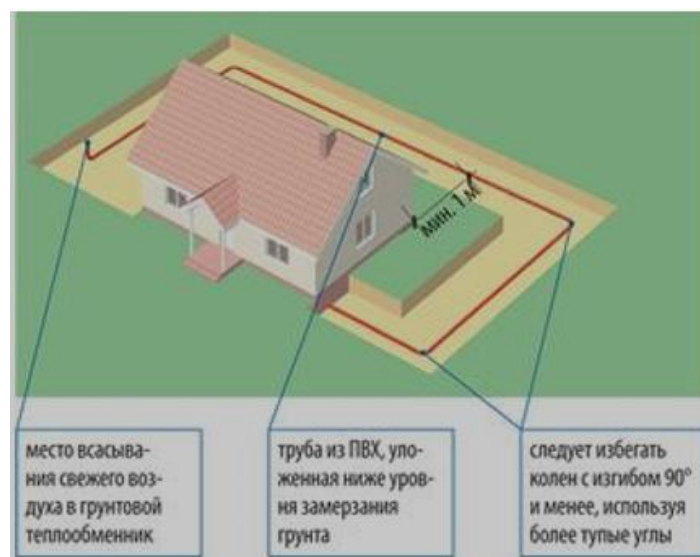 мин. 1 м
место всасыва-
ния свежего воз-
духа в грунтовой
теплообменник
труба из ПВХ, уло-
женная ниже уров-
ня замерзания
грунта
следует избегать
колен с изгибом 90°
и менее, используя
более тупые углы